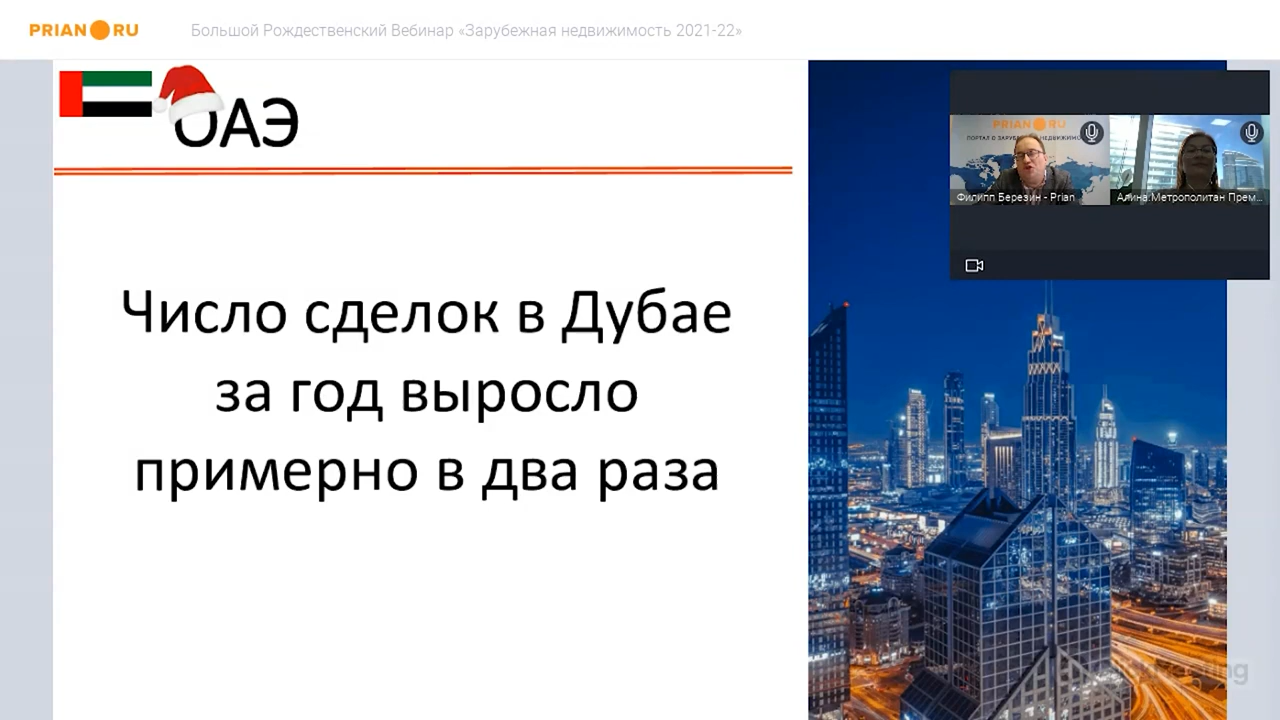 PRIAN RU
Большой Рождественский Вебинар «Зарубежная недвижимость 2021-22»
ОАЭ
Число сделок в Дубае
за год выросло
примерно в два раза
PRIAN RU
Филипп Березин - Prian
Алина:Метрополитан Прем...